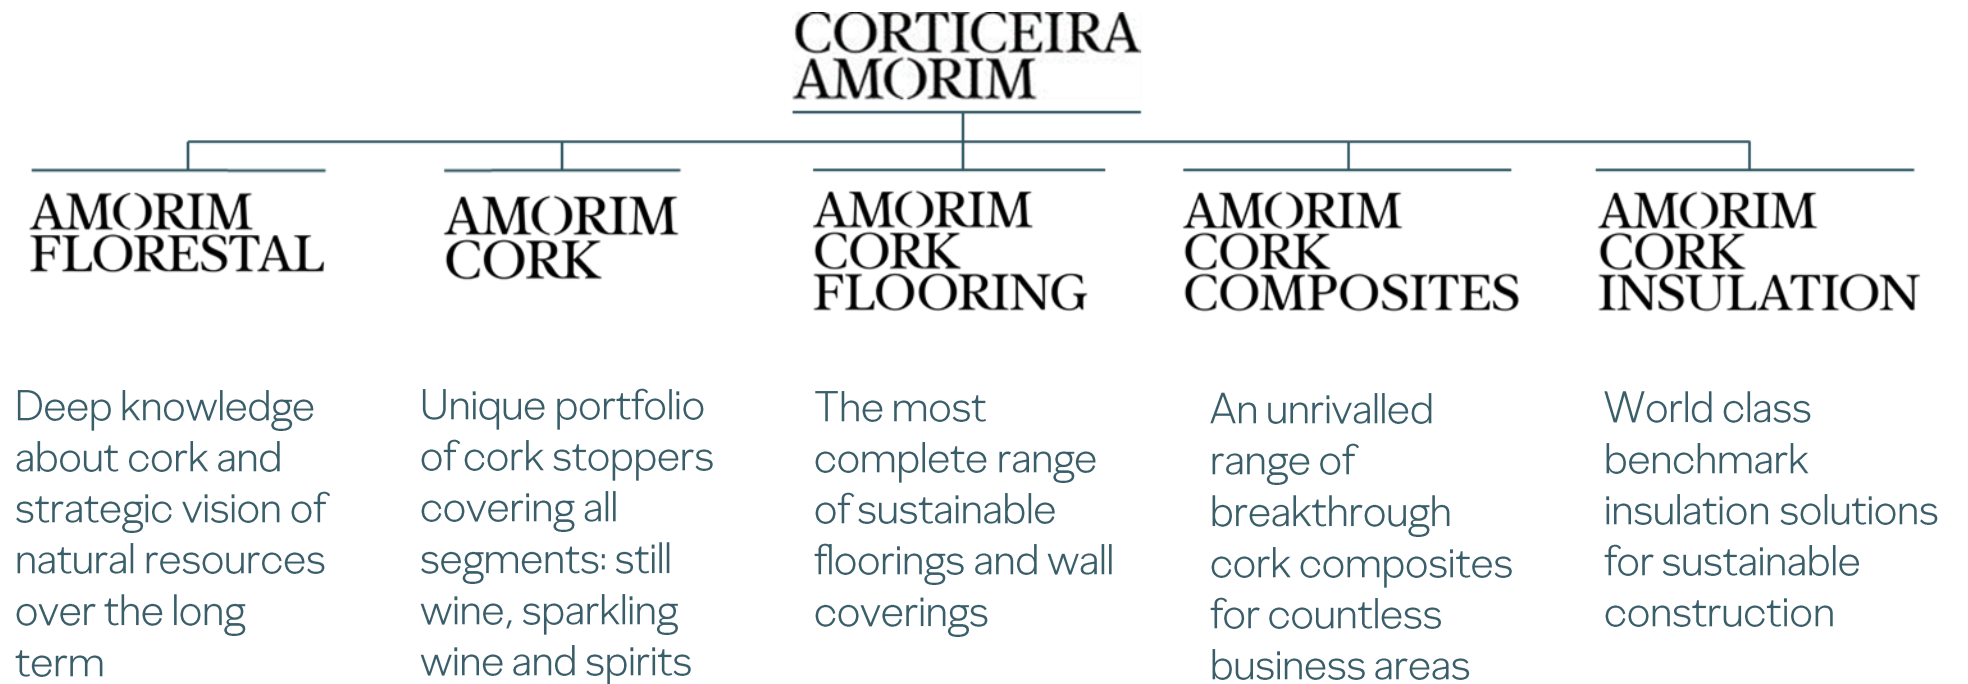 CORTICEIRA
AMORIM
AMORIM
FLORESTAL
AMORIM
CORK
AMORIM
CORK
FLOORING
AMORIM
CORK
COMPOSITES
AMORIM
CORK
INSULATION
Deep knowledge
about cork and
strategic vision of
natural resources
over the long
term
Unique portfolio
of cork stoppers
covering all
segments: still
wine, sparkling
wine and spirits
The most
complete range
of sustainable
floorings and wall
coverings
An unrivalled
range of
breakthrough
cork composites
for countless
business areas
World class
benchmark
insulation solutions
for sustainable
construction